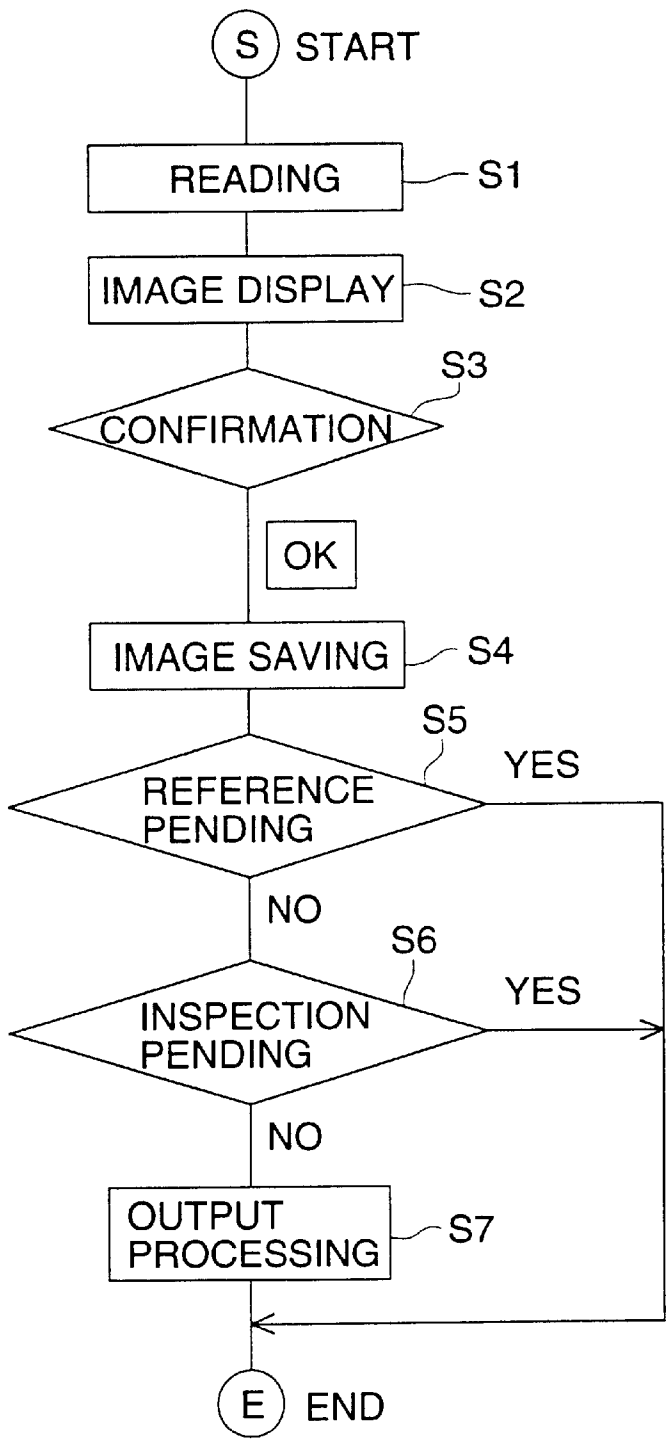 S START
READING S1
IMAGE DISPLAY S2
S3
CONFIRMATION
OK
IMAGE SAVING S4
S5
YES
REFERENCE
PENDING
NO
S6
YES
INSPECTION
PENDING
NO
OUTPUT
PROCESSING
S7
E END